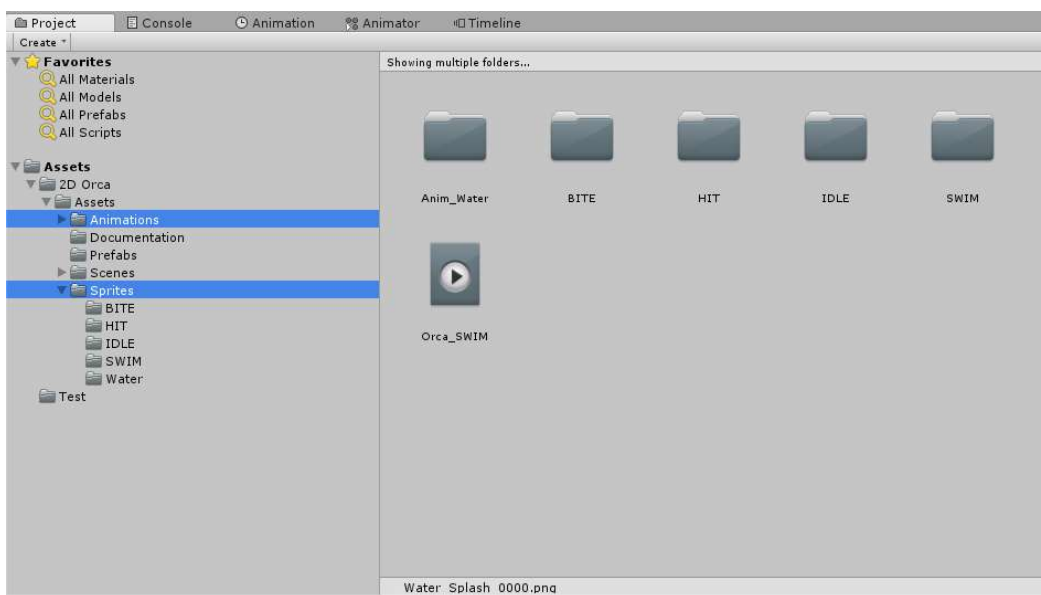 Project Console Animation Animator Timeline
Create
Favorites Showing multiple folders...
All Materials
All Models
All Prefabs
All Scripts
Assets
2D Orca
Assets
Animations
Documentation
Prefabs
Scenes
Sprites
BITE
HIT
IDLE
SWIM
Water
Test
Anim_Water BITE HIT IDLE SWIM
Orca_SWIM
Water Splash 0000.png